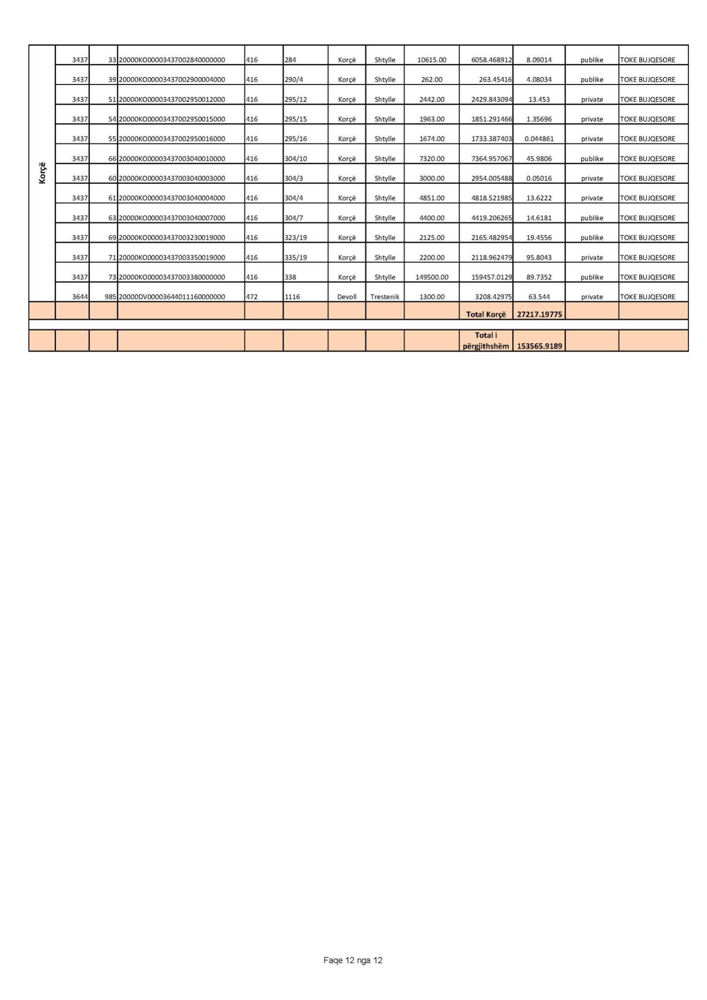 Korçë
3437 33 20000KO00003437002840000000 416 284 Korçë Shtylle 10615.00 6058.468912 8.09014 publike TOKE BUJQESORE
3437 39 20000KO00003437002900004000 416 290/4 Korçë Shtylle 262.00 263.45416 4.08034 publike TOKE BUJQESORE
3437 51 20000KO00003437002950012000 416 295/12 Korçë Shtylle 2442.00 2429.843094 13.453 private TOKE BUJQESORE
3437 54 20000KO00003437002950015000 416 295/15 Korçë Shtylle 1963.00 1851.291466 1.35696 private TOKE BUJQESORE
3437 55 20000KO00003437002950016000 416 295/16 Korçë Shtylle 1674.00 1733.387403 0.044861 private TOKE BUJQESORE
3437 66 20000KO00003437003040010000 416 304/10 Korçë Shtylle 7320.00 7364.957067 45.9806 publike TOKE BUJQESORE
3437 60 20000KO00003437003040003000 416 304/3 Korçë Shtylle 3000.00 2954.005488 0.05016 private TOKE BUJQESORE
3437 61 20000KO00003437003040004000 416 304/4 Korçë Shtylle 4851.00 4818.521985 13.6222 private TOKE BUJQESORE
3437 63 20000KO00003437003040007000 416 304/7 Korçë Shtylle 4400.00 4419.206265 14.6181 publike TOKE BUJQESORE
3437 69 20000KO00003437003230019000 416 323/19 Korçë Shtylle 2125.00 2165.482954 19.4556 publike TOKE BUJQESORE
3437 71 20000KO00003437003350019000 416 335/19 Korçë Shtylle 2200.00 2118.962479 95.8043 private TOKE BUJQESORE
3437 73 20000KO00003437003380000000 416 338 Korçë Shtylle 149500.00 159457.0129 89.7352 publike TOKE BUJQESORE
3644 985 20000DV00003644011160000000 472 1116 Devoll Trestenik 1300.00 3208.42975 63.544 private TOKE BUJQESORE
Total Korçë 27217.19775
Total i
përgjithshëm 153565.9189
Faqe 12 nga 12